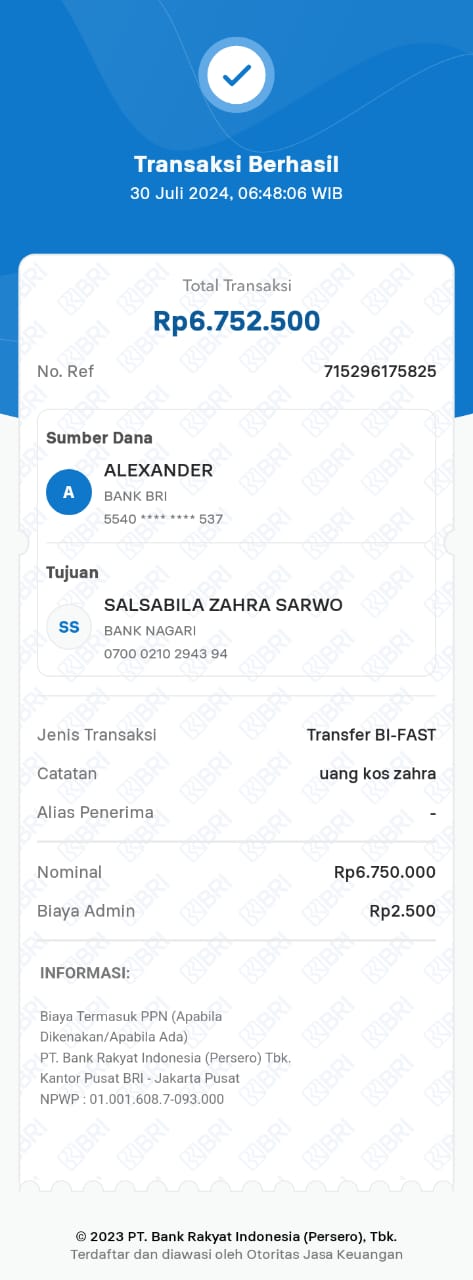 Transaksi Berhasil
30 Juli 2024, 06:48:06 WIB
Total Transaksi
Rp6.752.500
No. Ref 715296175825
Sumber Dana
A
ALEXANDER
BANK BRI
5540 **** **** 537
Tujuan
SS
SALSABILA ZAHRA SARWO
BANK NAGARI
0700 0210 2943 94
Jenis Transaksi Transfer BI-FAST
Catatan uang kos zahra
Alias Penerima -
Nominal Rp6.750.000
Biaya Admin Rp2.500
INFORMASI:
Biaya Termasuk PPN (Apabila
Dikenakan/Apabila Ada)
PT. Bank Rakyat Indonesia (Persero) Tbk.
Kantor Pusat BRI - Jakarta Pusat
NPWP : 01.001.608.7-093.000
© 2023 PT. Bank Rakyat Indonesia (Persero), Tbk.
Terdaftar dan diawasi oleh Otoritas Jasa Keuangan